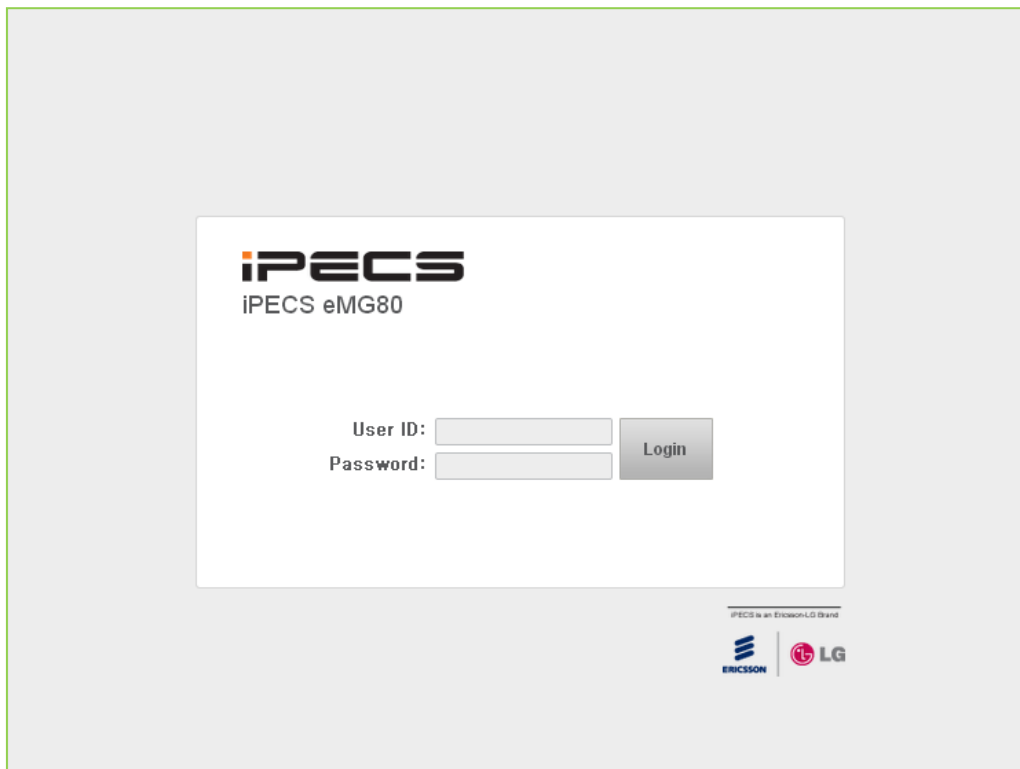 iPECS
iPECS eMG80
User ID:
Password:
Login
iPECS is an Ericsson-LG Brand
ERICSSON
LG